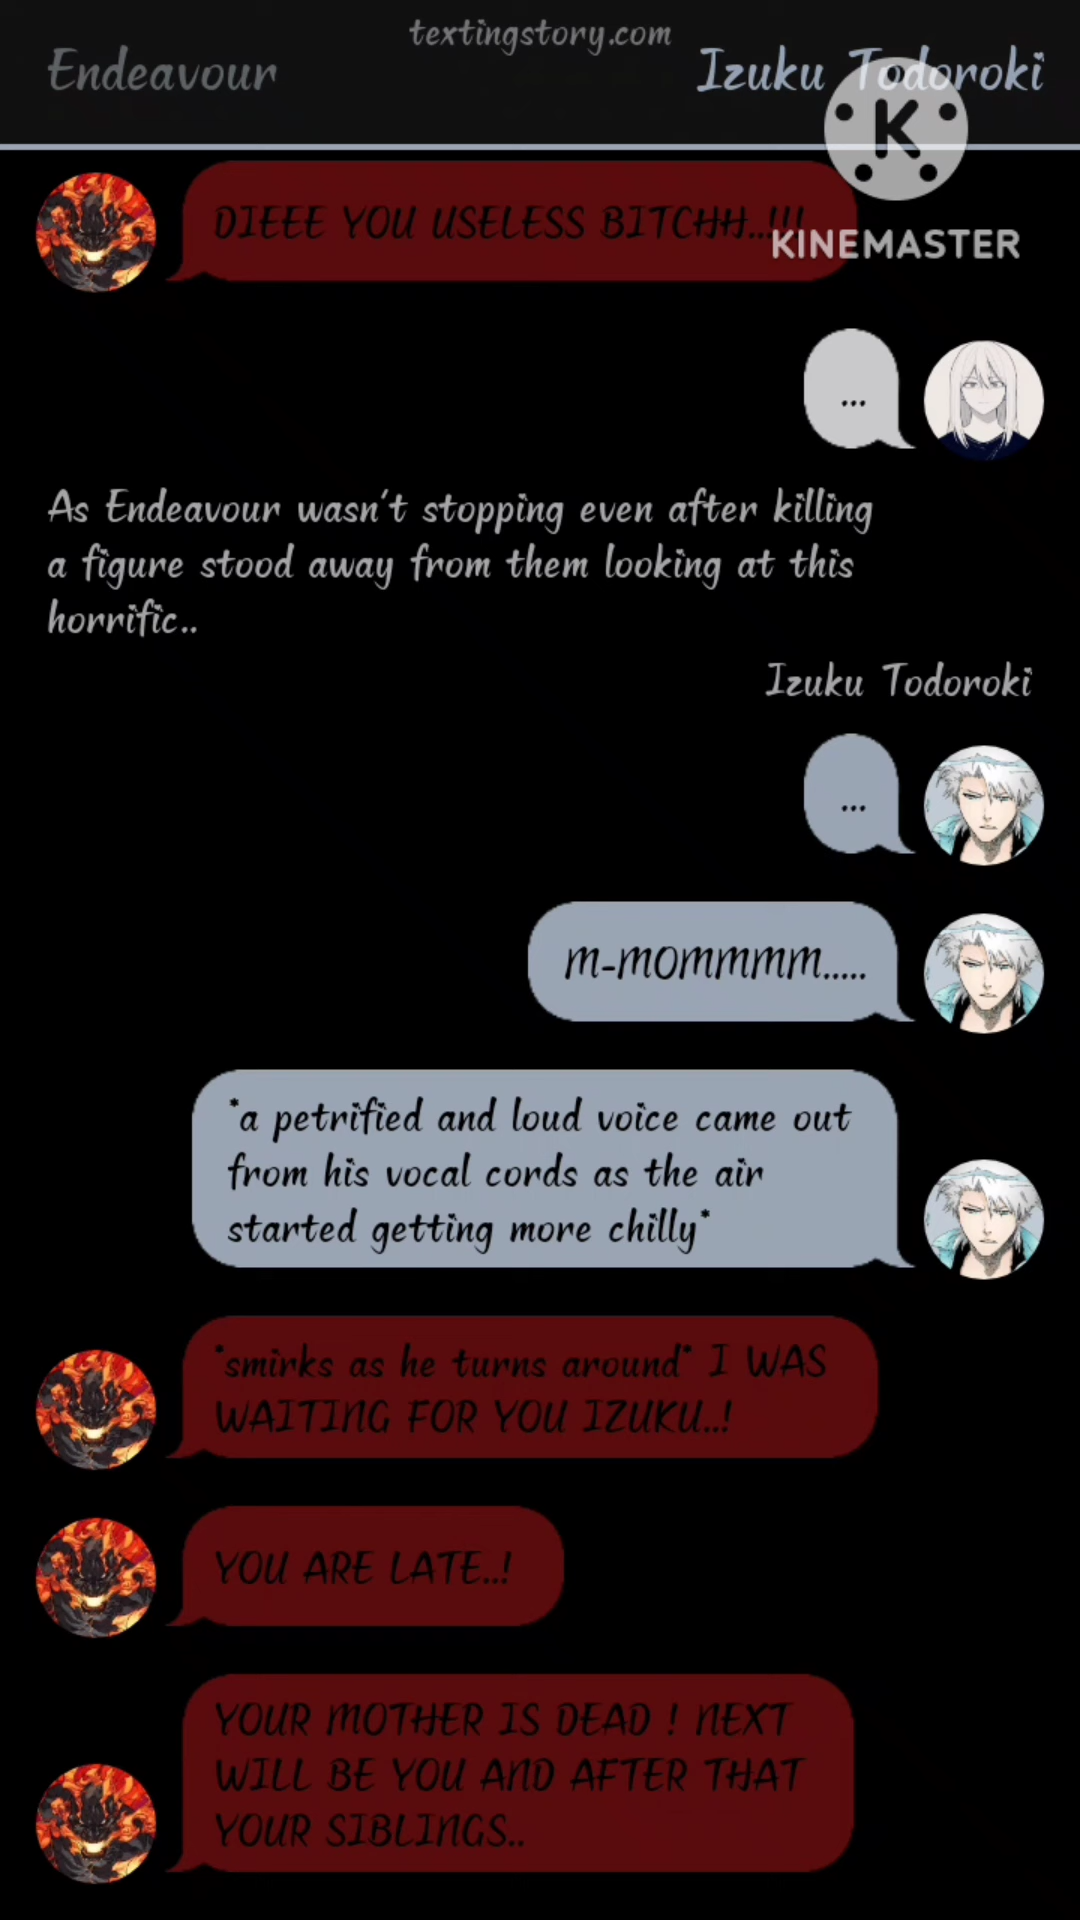 textingstory.com
Endeavour
Izuku Todoroki
K
KINEMASTER
DIEEE YOU USELESS BITCHH...!!!
...
As Endeavour wasn't stopping even after killing
a figure stood away from them looking at this
horrific..
Izuku Todoroki
...
m-mommmm.....
*a petrified and loud voice came out
from his vocal cords as the air
started getting more chilly*
*smirks as he turns around* I WAS
WAITING FOR YOU IZUKU..!
YOU ARE LATE..!
YOUR MOTHER IS DEAD ! NEXT
WILL BE YOU AND AFTER THAT
YOUR SIBLINGS..